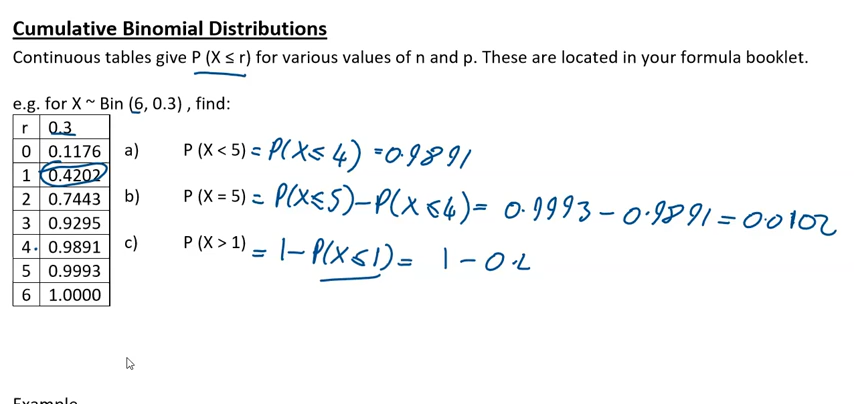 Cumulative Binomial Distributions
Continuous tables give P (X ≤ r) for various values of n and p. These are located in your formula booklet.
e.g. for X ~ Bin (6, 0.3) , find:
r 0.3
0 0.1176
1 0.4202
2 0.7443
3 0.9295
4 0.9891
5 0.9993
6 1.0000
a) P (X < 5) = P(X ≤ 4) = 0.9891
b) P (X = 5) = P(X ≤ 5) - P(X ≤ 4) = 0.9993 - 0.9891 = 0.0102
c) P (X > 1) = 1 - P(X ≤ 1) = 1 - 0.